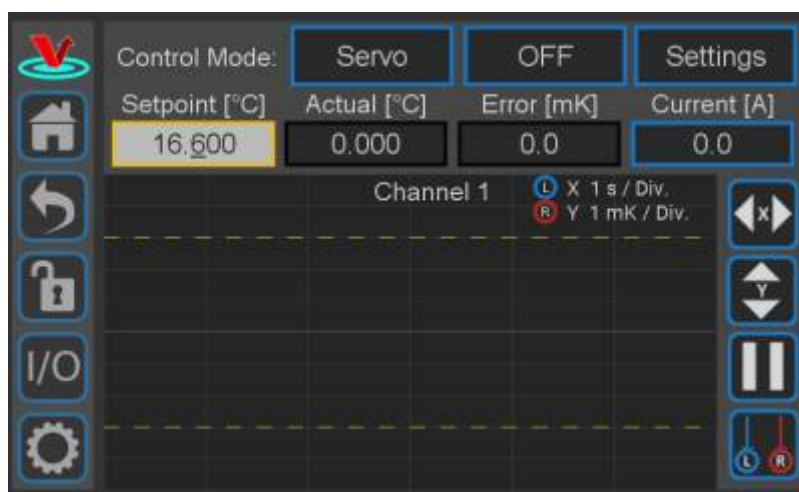 Control Mode: Servo OFF Settings
Setpoint [°C] Actual [°C] Error [mK] Current [A]
16.600 0.000 0.0 0.0
Channel 1 L X 1 s / Div.
R Y 1 mK / Div.
X
Y
I/O
L R